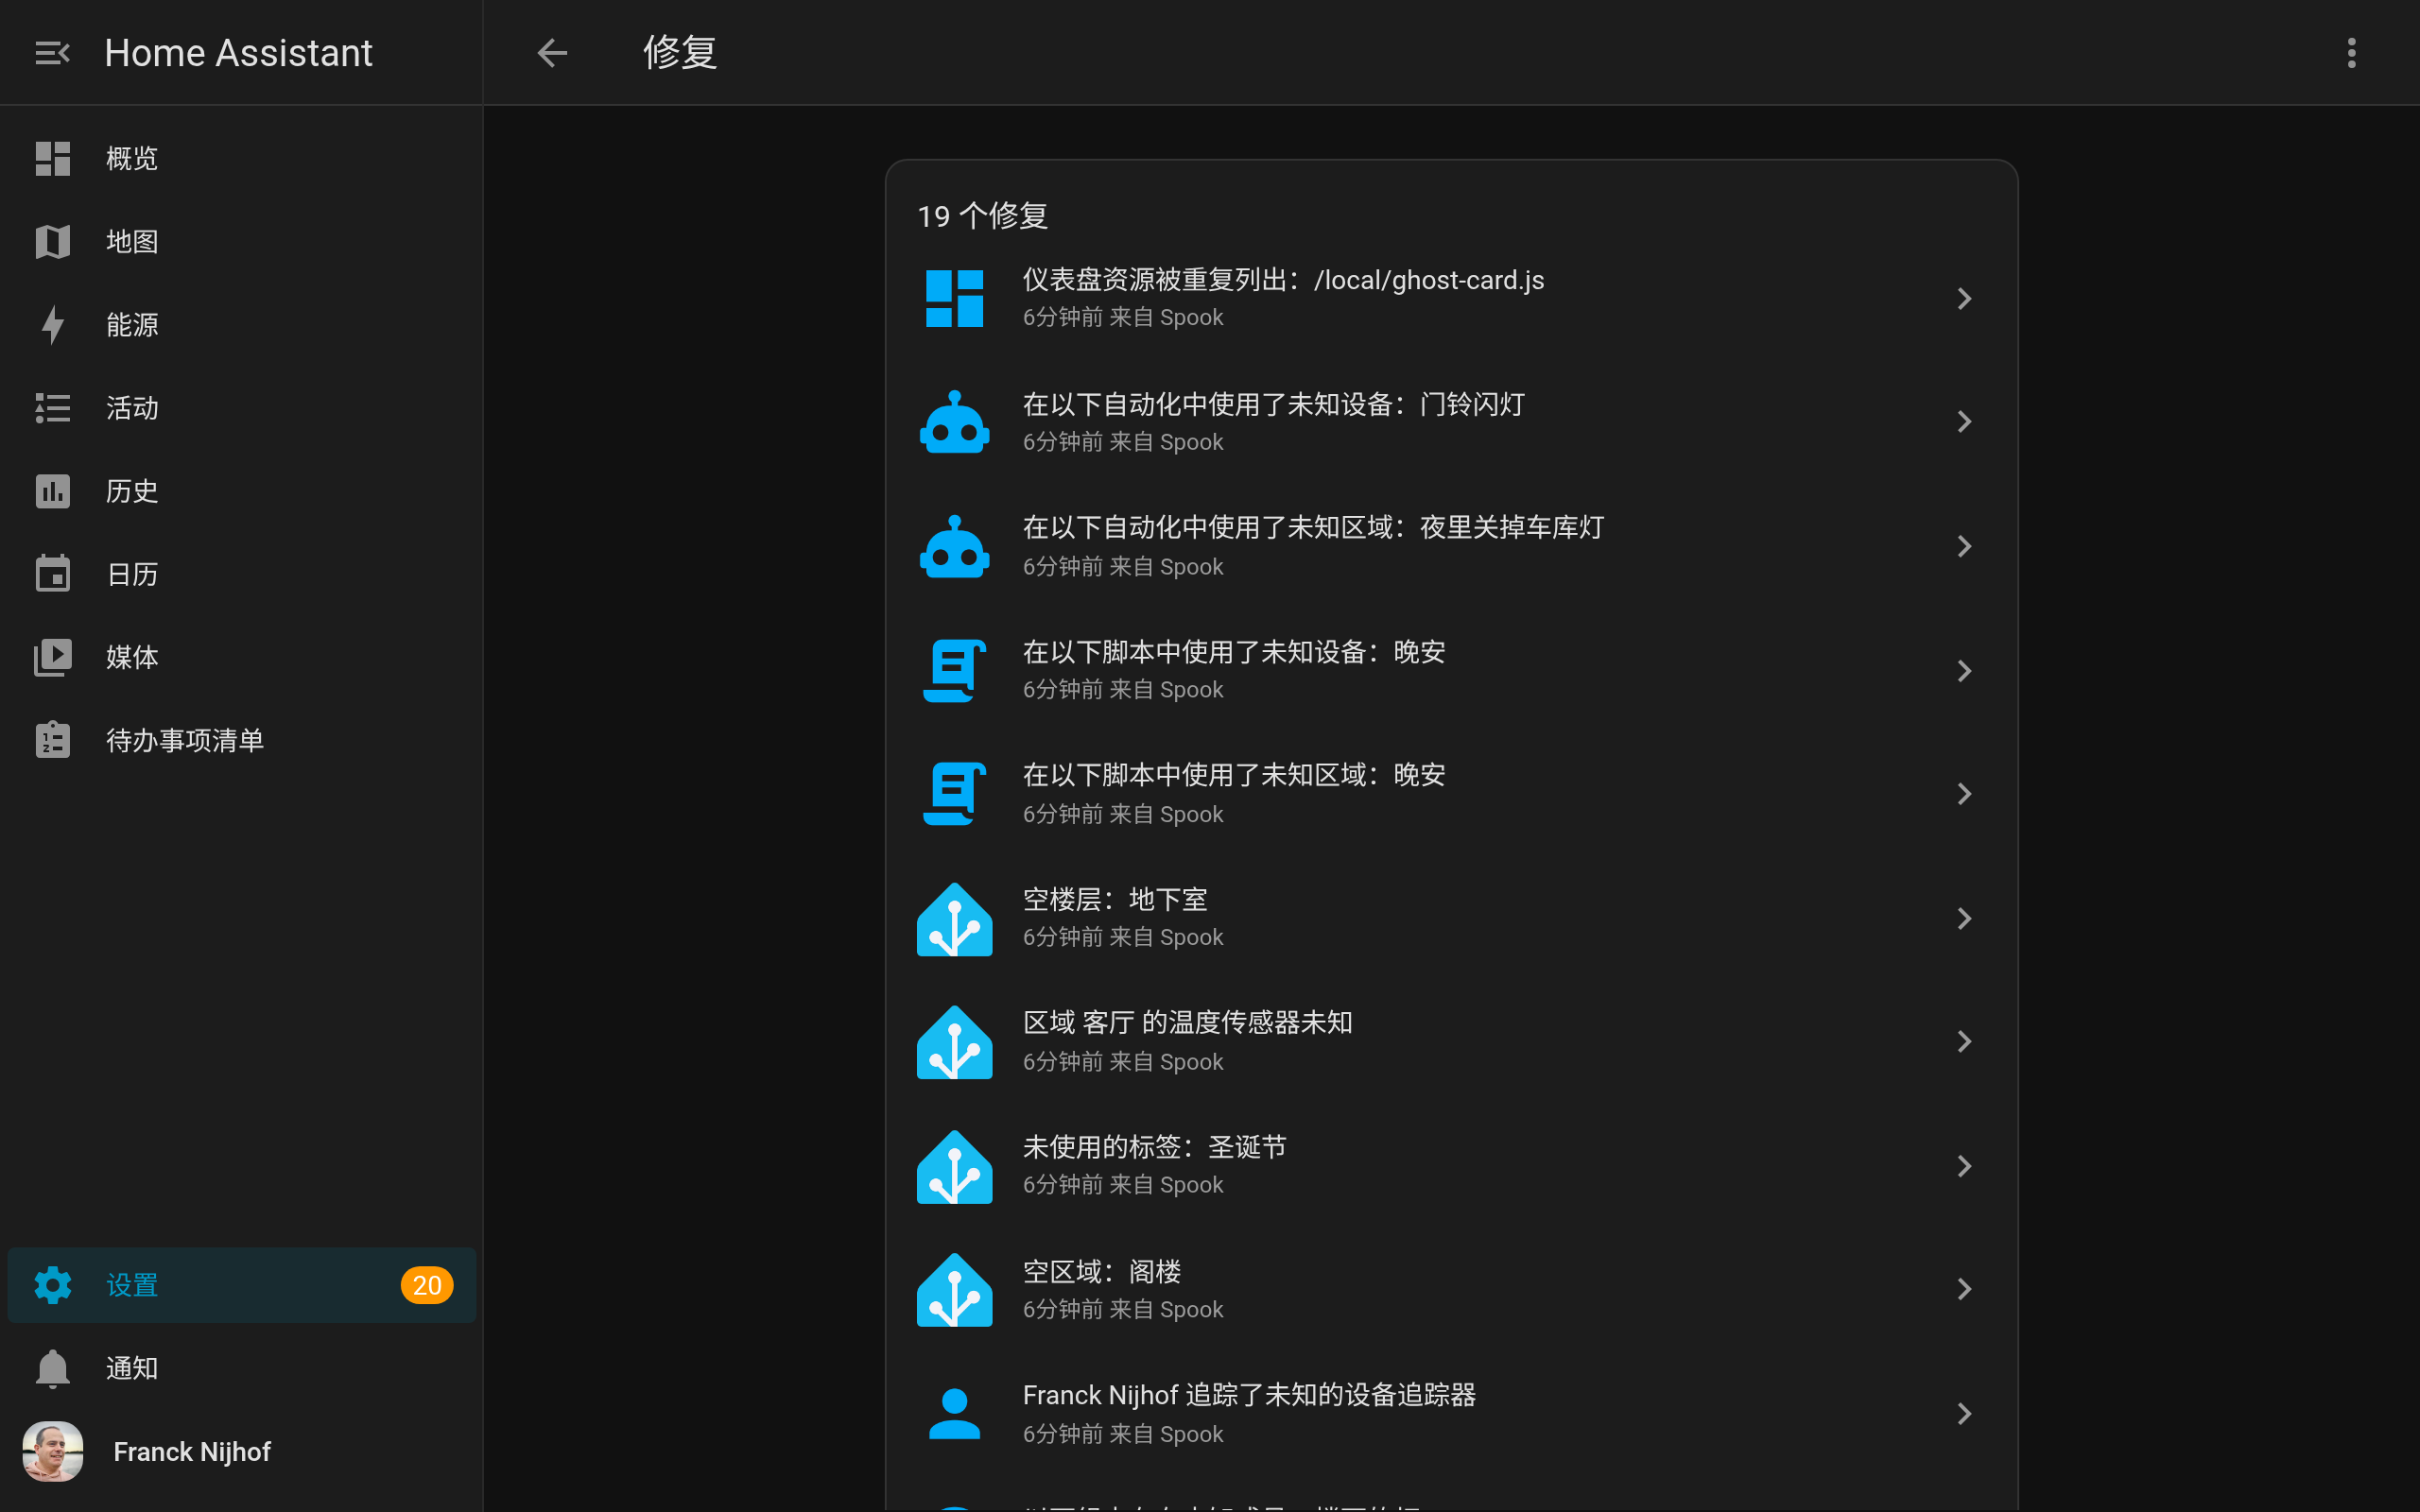 Home Assistant
修复
概览
地图
能源
活动
历史
日历
媒体
待办事项清单
设置
20
通知
Franck Nijhof
19 个修复
仪表盘资源被重复列出：/local/ghost-card.js
6分钟前 来自 Spook
在以下自动化中使用了未知设备：门铃闪灯
6分钟前 来自 Spook
在以下自动化中使用了未知区域：夜里关掉车库灯
6分钟前 来自 Spook
在以下脚本中使用了未知设备：晚安
6分钟前 来自 Spook
在以下脚本中使用了未知区域：晚安
6分钟前 来自 Spook
空楼层：地下室
6分钟前 来自 Spook
区域 客厅 的温度传感器未知
6分钟前 来自 Spook
未使用的标签：圣诞节
6分钟前 来自 Spook
空区域：阁楼
6分钟前 来自 Spook
Franck Nijhof 追踪了未知的设备追踪器
6分钟前 来自 Spook